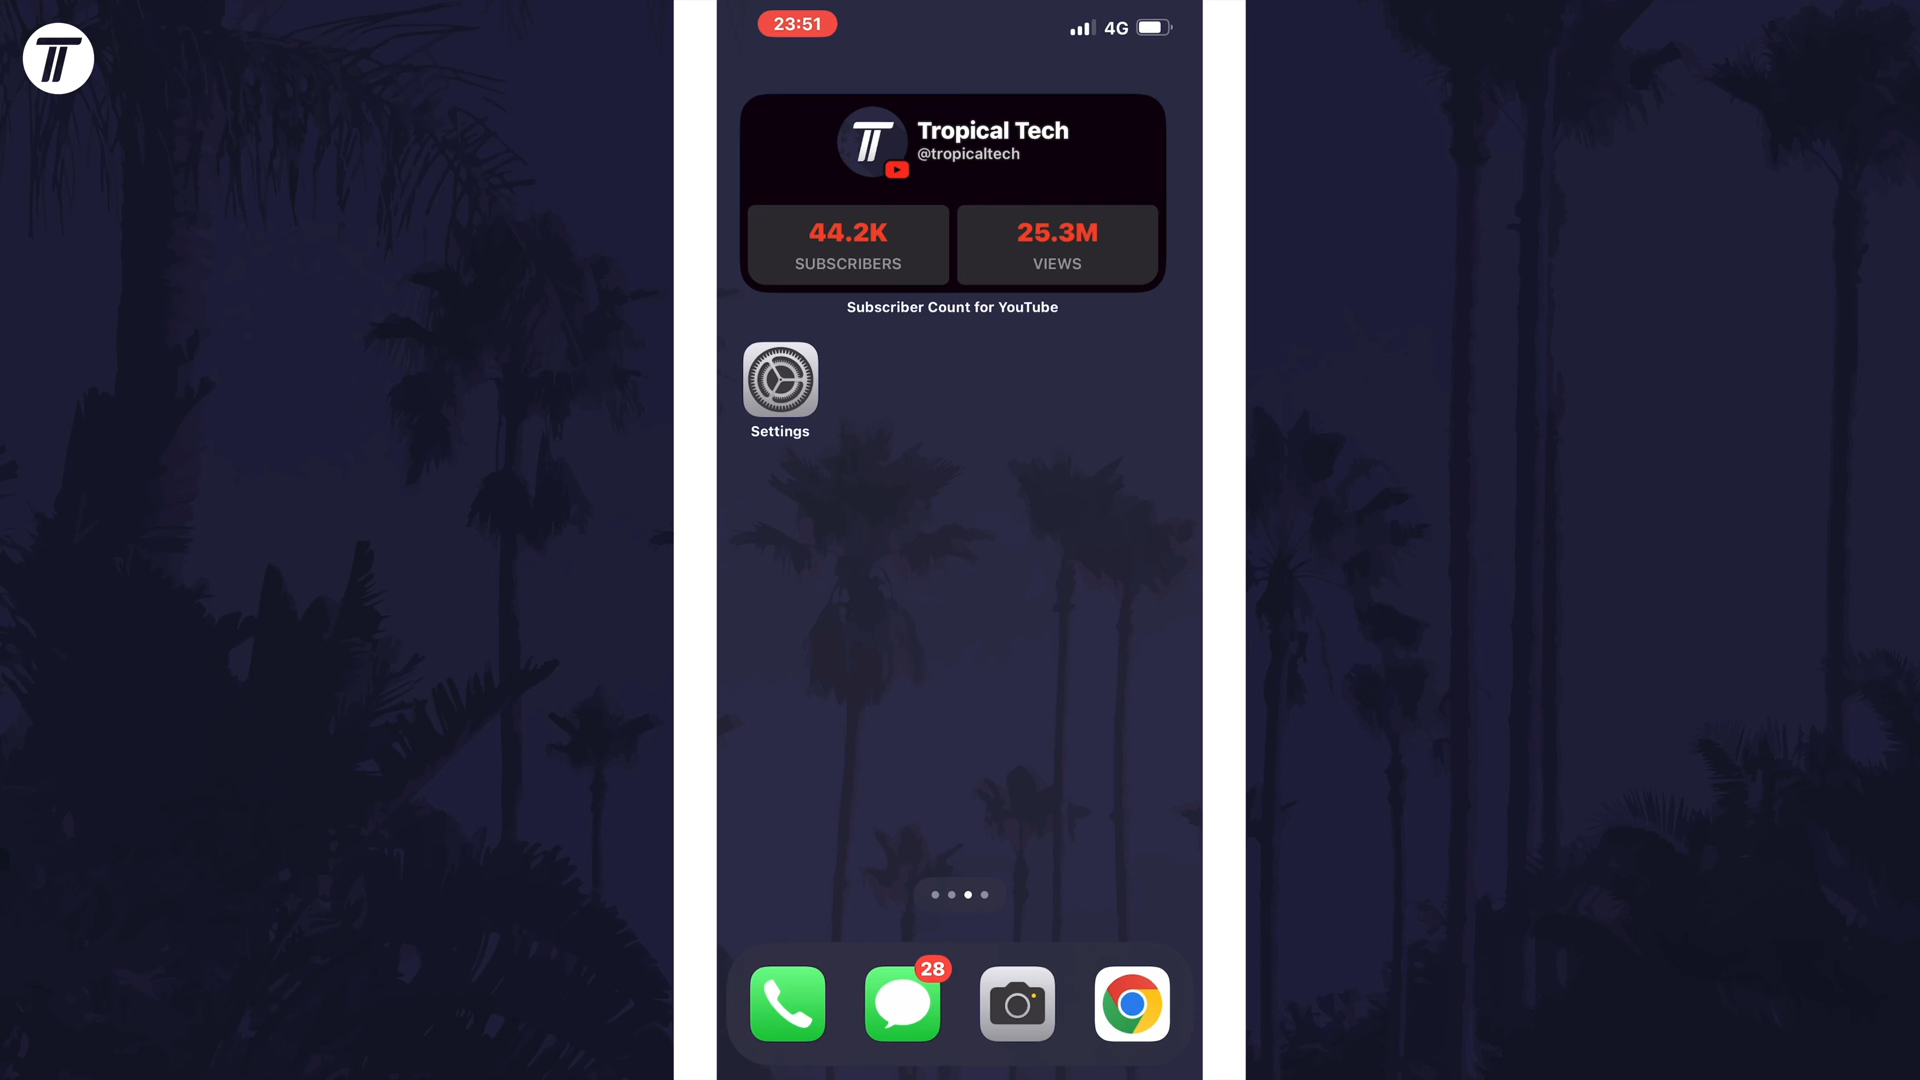 23:51
4G
Tropical Tech
@tropicaltech
44.2K
SUBSCRIBERS
25.3M
VIEWS
Subscriber Count for YouTube
Settings
28